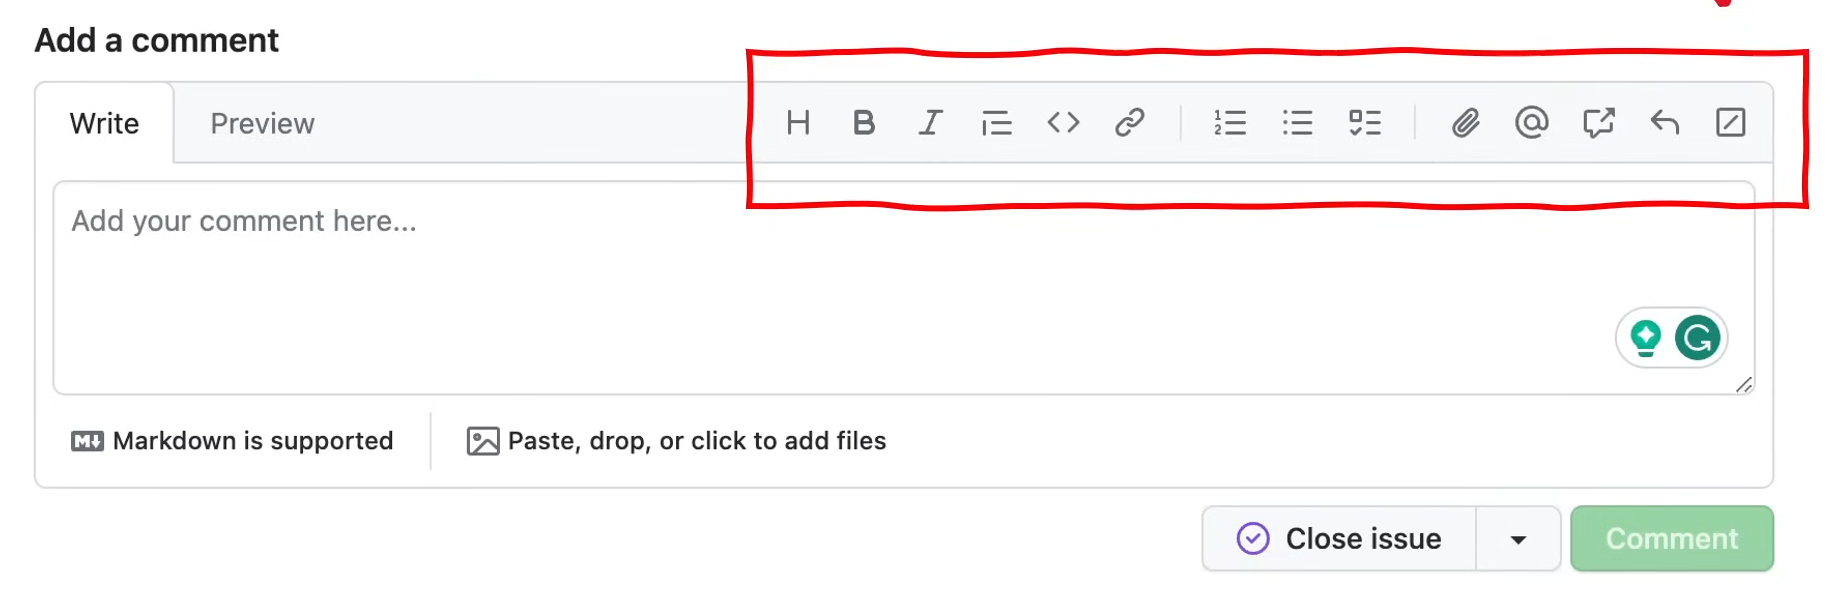 Add a comment
Write Preview H B I
Add your comment here...
Markdown is supported Paste, drop, or click to add files
Close issue Comment